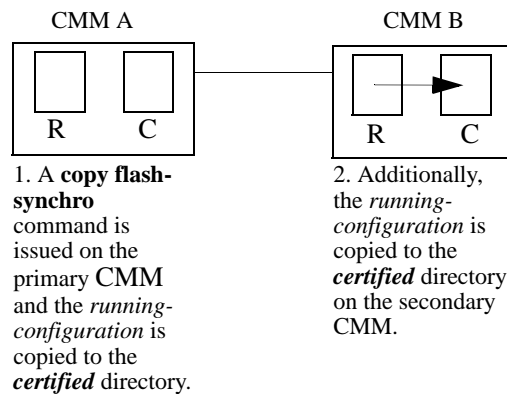 CMM A
R C
1. A copy flash-
synchro
command is
issued on the
primary CMM
and the running-
configuration is
copied to the
certified directory.
CMM B
R C
2. Additionally,
the running-
configuration is
copied to the
certified directory
on the secondary
CMM.